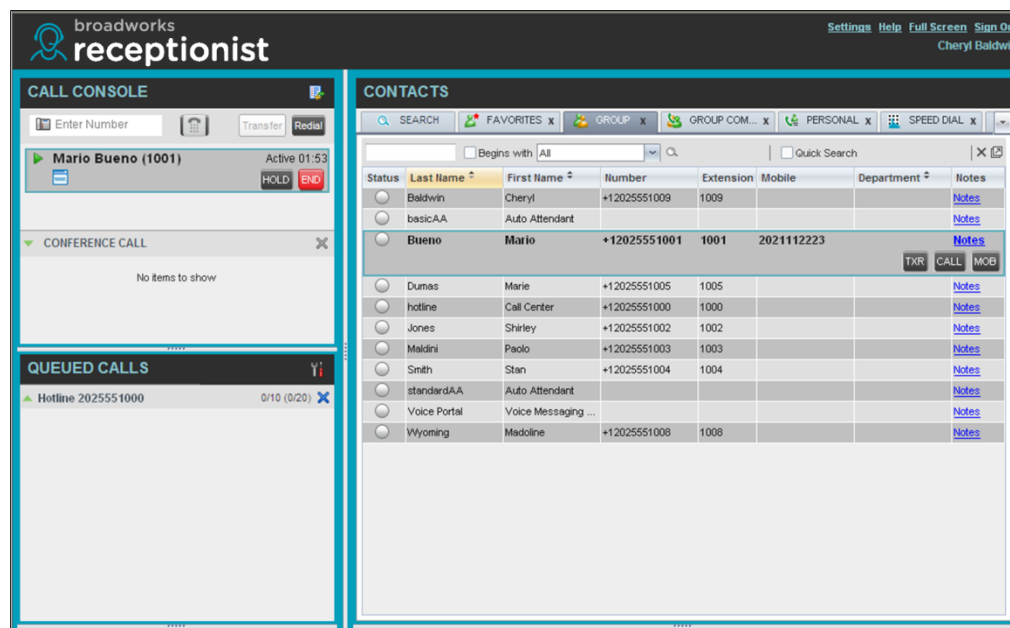 broadworks
receptionist
Settings Help Full Screen Sign
Cheryl
CALL CONSOLE
Enter Number Transfer Redial
Mario Bueno (1001) Active 01:53
HOLD END
CONFERENCE CALL
No items to show
QUEUED CALLS
Hotline 2025551000 0/10 (0/20)
CONTACTS
SEARCH FAVORITES x GROUP x GROUP COM... x PERSONAL x SPEED DIAL x
Begins with All Quick Search
Status Last Name First Name Number Extension Mobile Department Notes
Baldwin Cheryl +12025551009 1009 Notes
basicAA Auto Attendant Notes
Bueno Mario +12025551001 1001 2021112223 Notes
TXR CALL MOB
Dumas Marie +12025551005 1005 Notes
hotline Call Center +12025551000 1000 Notes
Jones Shirley +12025551002 1002 Notes
Maldini Paolo +12025551003 1003 Notes
Smith Stan +12025551004 1004 Notes
standardAA Auto Attendant Notes
Voice Portal Voice Messaging ... Notes
Wyoming Madoline +12025551008 1008 Notes